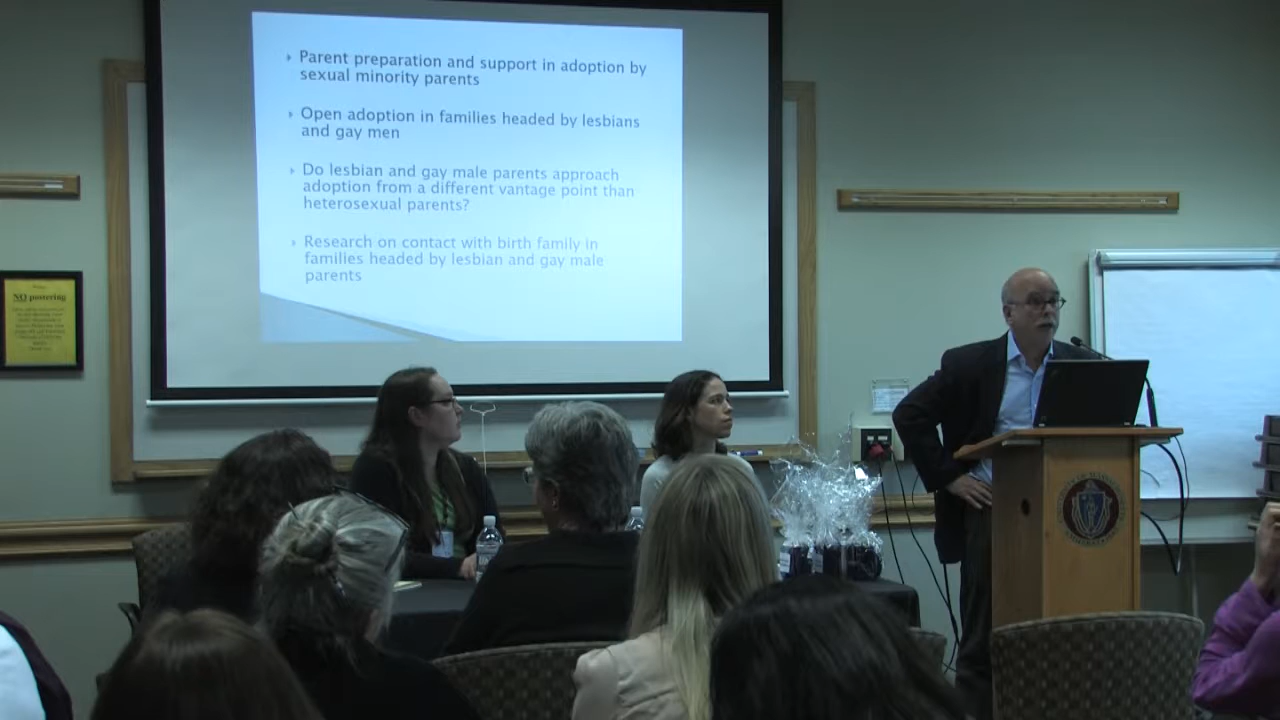 Parent preparation and support in adoption by
sexual minority parents
Open adoption in families headed by lesbians
and gay men
Do lesbian and gay male parents approach
adoption from a different vantage point than
heterosexual parents?
Research on contact with birth family in
families headed by lesbian and gay male
parents
NO postering